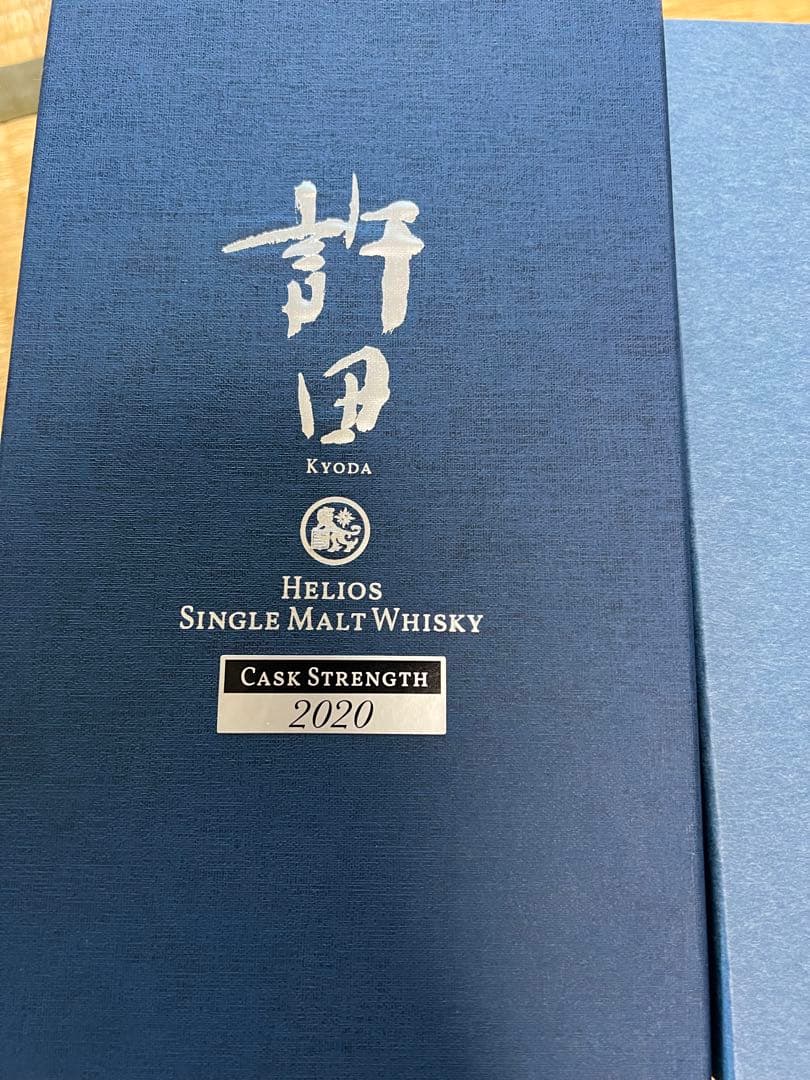 許田
KYODA
HELIOS
SINGLE MALT WHISKY
CASK STRENGTH
2020